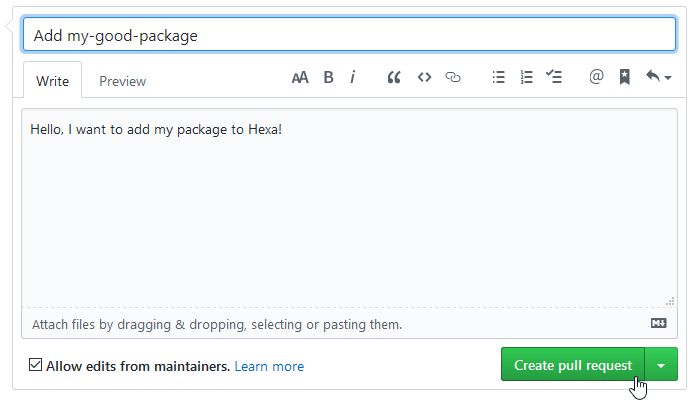 Add my-good-package
Write Preview AA B i “ <> @
Hello, I want to add my package to Hexa!
Attach files by dragging & dropping, selecting or pasting them. M↓
Allow edits from maintainers. Learn more Create pull request